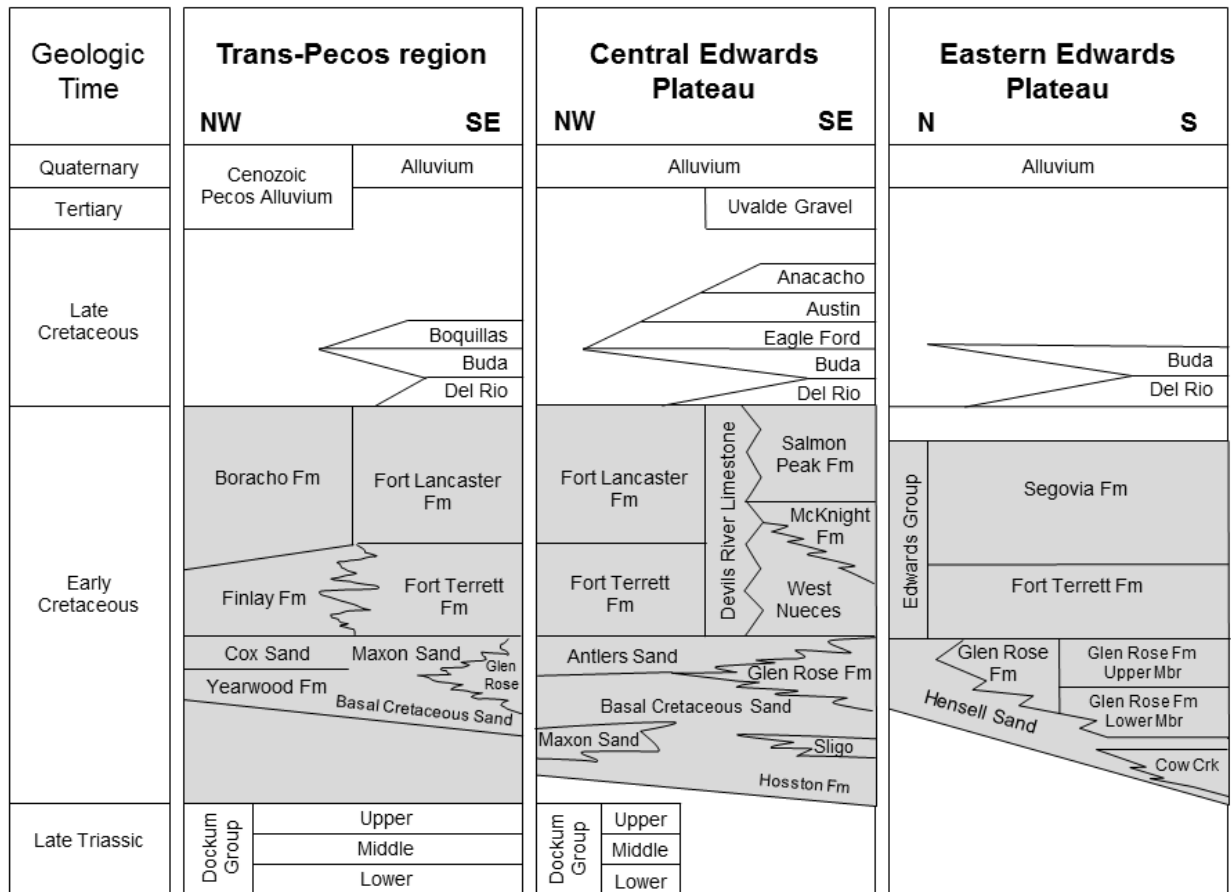 Geologic
Time
Trans-Pecos region
NW SE
Central Edwards
Plateau
NW SE
Eastern Edwards
Plateau
N S
Quaternary
Tertiary
Late
Cretaceous
Early
Cretaceous
Late Triassic
Cenozoic
Pecos Alluvium
Alluvium
Boquillas
Buda
Del Rio
Boracho Fm
Fort Lancaster
Fm
Finlay Fm
Fort Terrett
Fm
Cox Sand
Maxon Sand
Glen
Rose
Yearwood Fm
Basal Cretaceous Sand
Dockum
Group
Upper
Middle
Lower
Alluvium
Uvalde Gravel
Anacacho
Austin
Eagle Ford
Buda
Del Rio
Fort Lancaster
Fm
Devils River Limestone
Salmon
Peak Fm
McKnight
Fm
Fort Terrett
Fm
West
Nueces
Antlers Sand
Glen Rose Fm
Basal Cretaceous Sand
Maxon Sand
Sligo
Hosston Fm
Dockum
Group
Upper
Middle
Lower
Alluvium
Buda
Del Rio
Edwards Group
Segovia Fm
Fort Terrett Fm
Glen Rose
Fm
Glen Rose Fm
Upper Mbr
Glen Rose Fm
Lower Mbr
Hensell Sand
Cow Crk